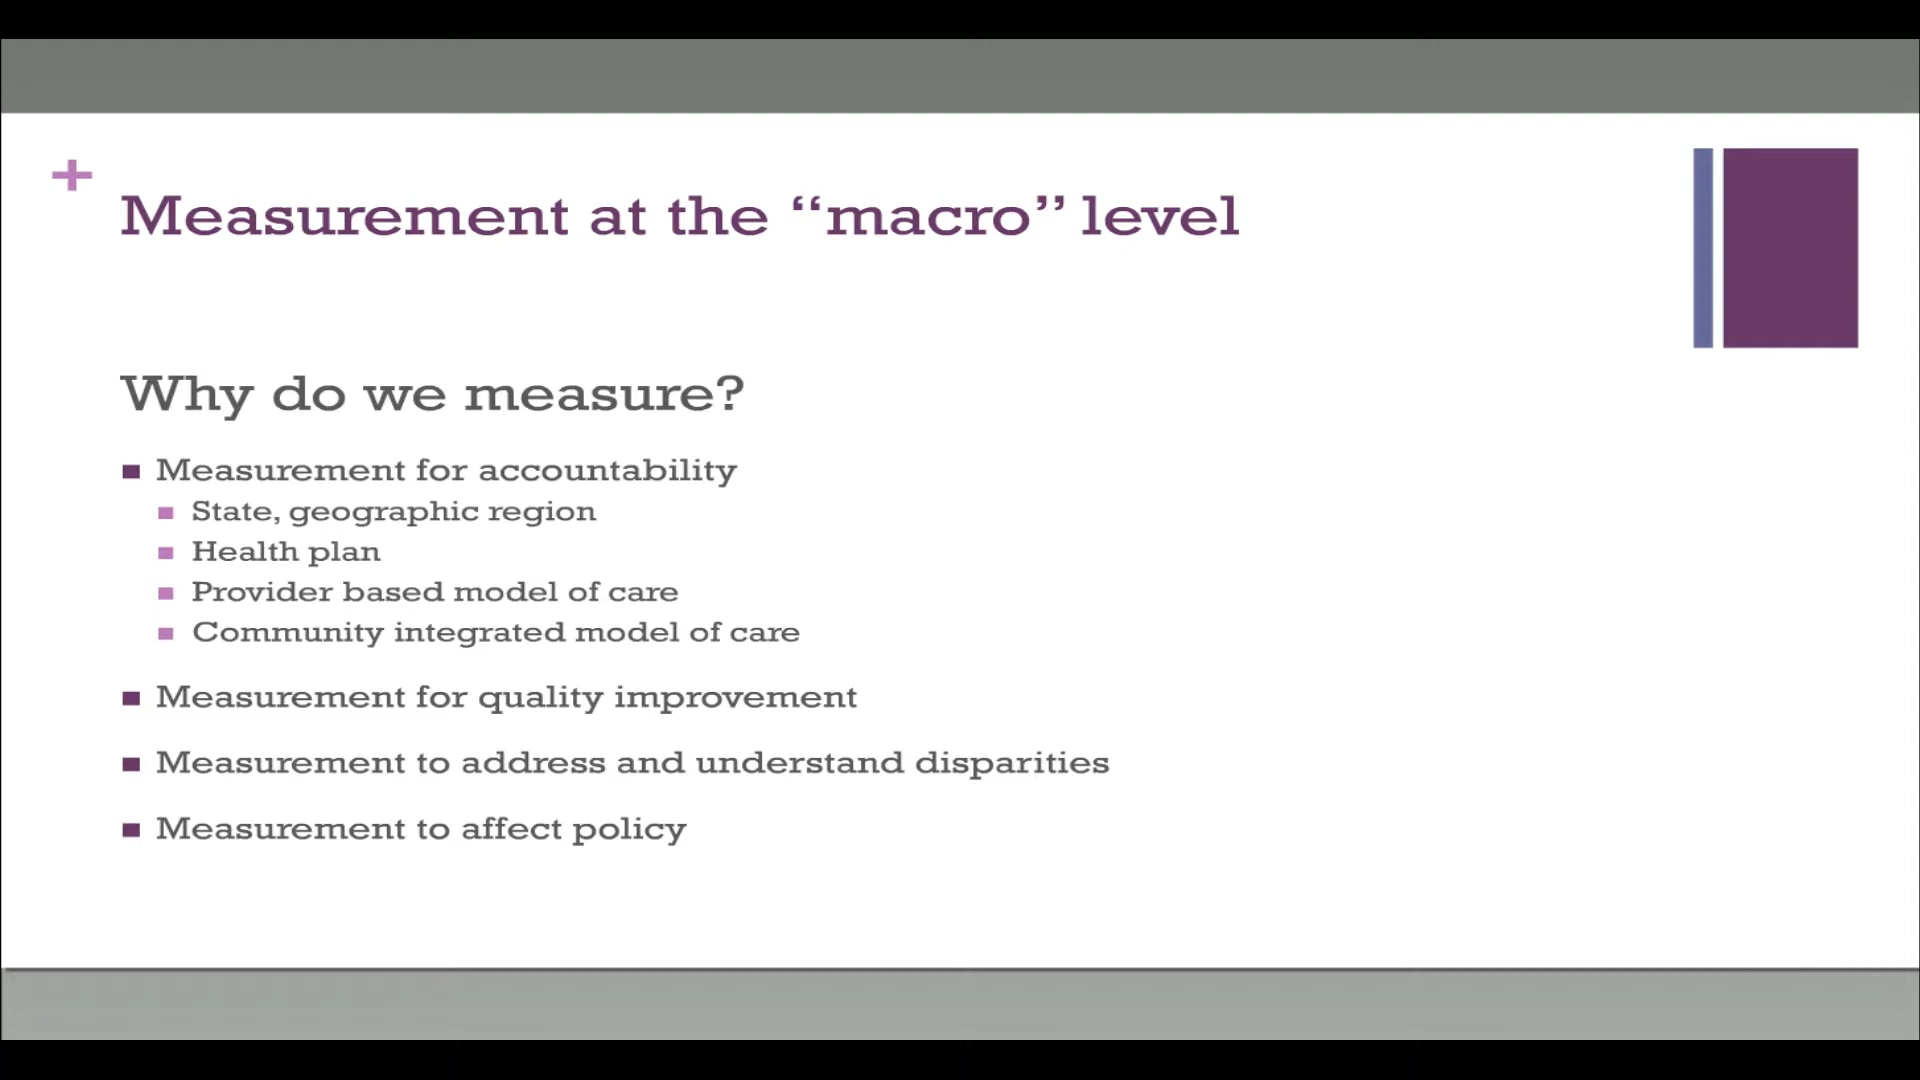 +
Measurement at the “macro” level
Why do we measure?
Measurement for accountability
State, geographic region
Health plan
Provider based model of care
Community integrated model of care
Measurement for quality improvement
Measurement to address and understand disparities
Measurement to affect policy